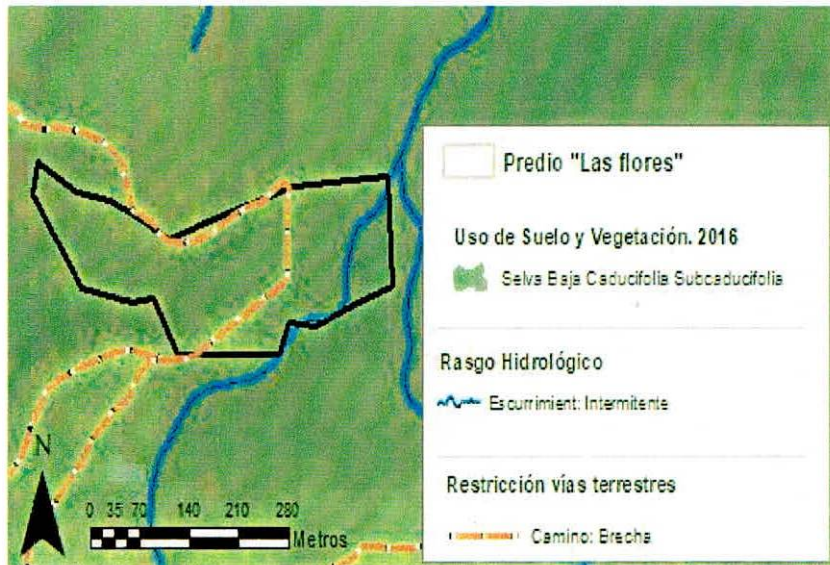 Predio "Las flores"
Uso de Suelo y Vegetación. 2016
Selva Baja Caducifolia Subcaducifolia
Rasgo Hidrológico
Escurrimient: Intermitente
Restricción vías terrestres
Camino: Brecha
N
0 35 70 140 210 280
Metros